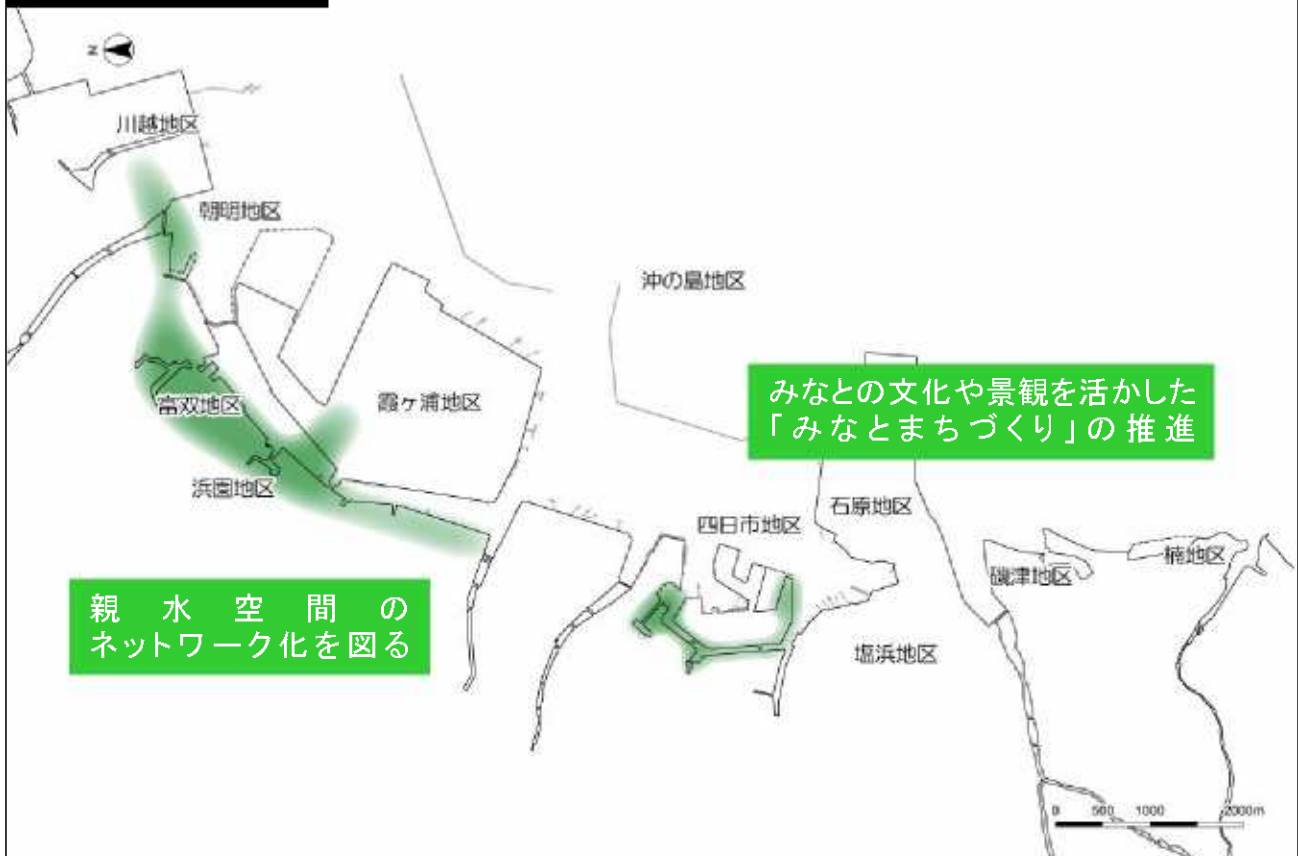 N
川越地区
朝明地区
沖の島地区
霞ヶ浦地区
富双地区
みなとの文化や景観を活かした
「みなとまちづくり」の推進
浜園地区
石原地区
四日市地区
楠地区
磯津地区
親水空間の
ネットワーク化を図る
塩浜地区
0 500 1000 2000m